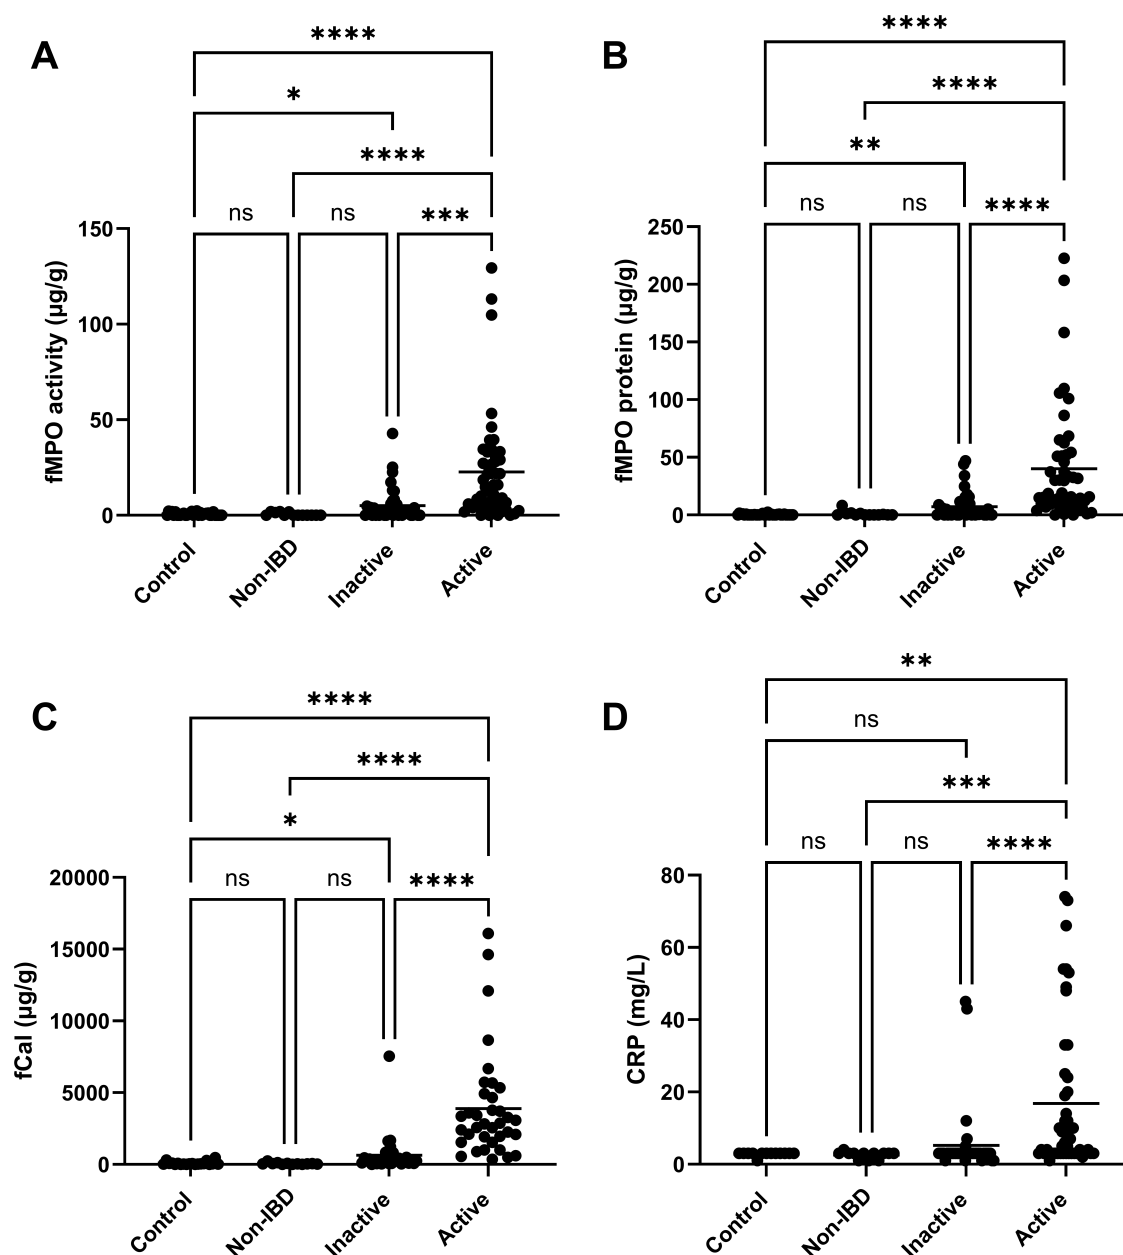 A
****
*
****
ns
ns
***
fMPO activity (µg/g)
150
100
50
0
Control
Non-IBD
Inactive
Active
B
****
****
**
ns
ns
****
fMPO protein (µg/g)
250
200
150
100
50
0
Control
Non-IBD
Inactive
Active
C
****
****
*
ns
ns
****
fCal (µg/g)
20000
15000
10000
5000
0
Control
Non-IBD
Inactive
Active
D
**
ns
***
ns
ns
****
CRP (mg/L)
80
60
40
20
0
Control
Non-IBD
Inactive
Active